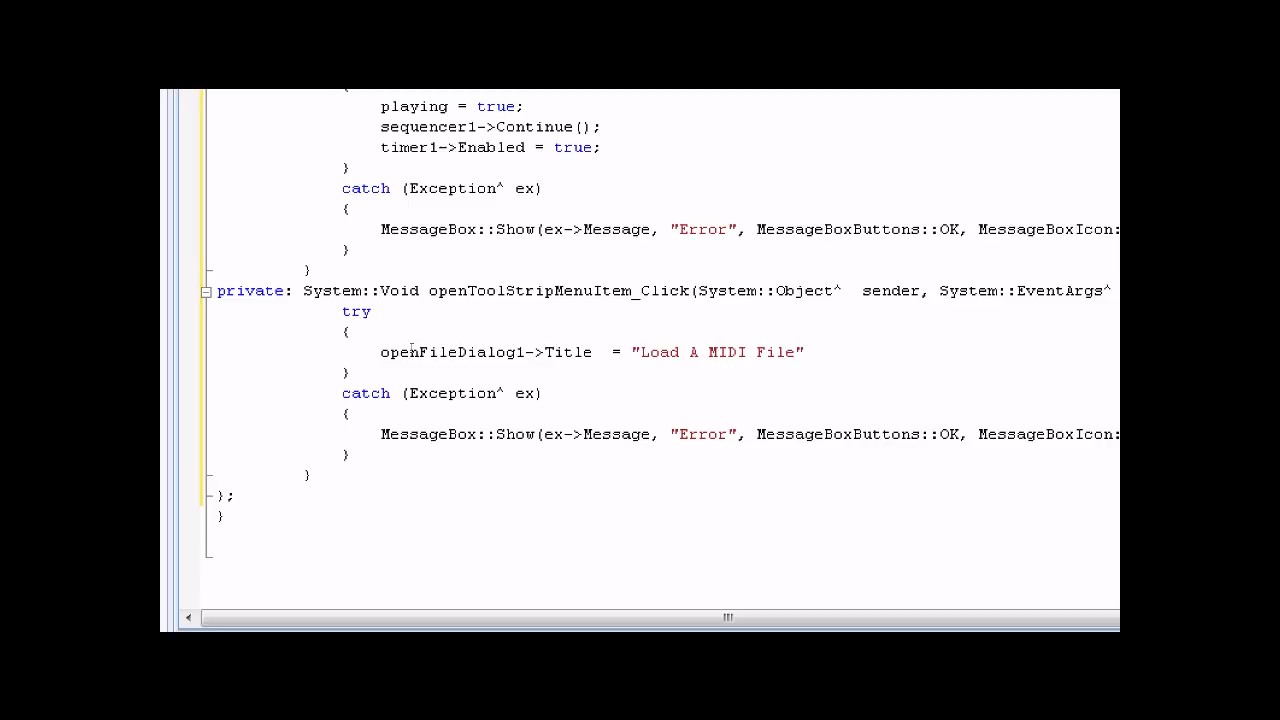 {
playing = true;
sequencer1->Continue();
timer1->Enabled = true;
}
catch (Exception^ ex)
{
MessageBox::Show(ex->Message, "Error", MessageBoxButtons::OK, MessageBoxIcon:
}
}
private: System::Void openToolStripMenuItem_Click(System::Object^  sender, System::EventArgs^
try
{
openFileDialog1->Title  = "Load A MIDI File"
}
catch (Exception^ ex)
{
MessageBox::Show(ex->Message, "Error", MessageBoxButtons::OK, MessageBoxIcon:
}
}
};
}